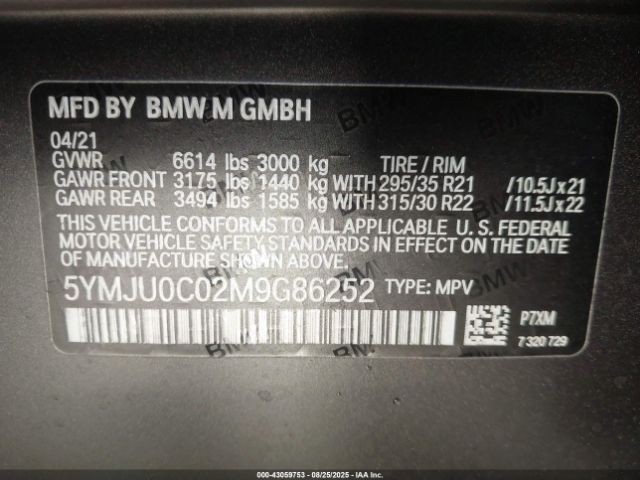 MFD BY BMW M GMBH
04/21
GVWR 6614 lbs 3000 kg TIRE / RIM
GAWR FRONT 3175 lbs 1440 kg WITH 295/35 R21 /10.5J x 21
GAWR REAR 3494 lbs 1585 kg WITH 315/30 R22 /11.5J x 22
THIS VEHICLE CONFORMS TO ALL APPLICABLE U. S. FEDERAL
MOTOR VEHICLE SAFETY STANDARDS IN EFFECT ON THE DATE
OF MANUFACTURE SHOWN ABOVE.
5YMJU0C02M9G86252 TYPE: MPV
P7XM
7 320 729
000-43059753 - 08/25/2025 - IAAI